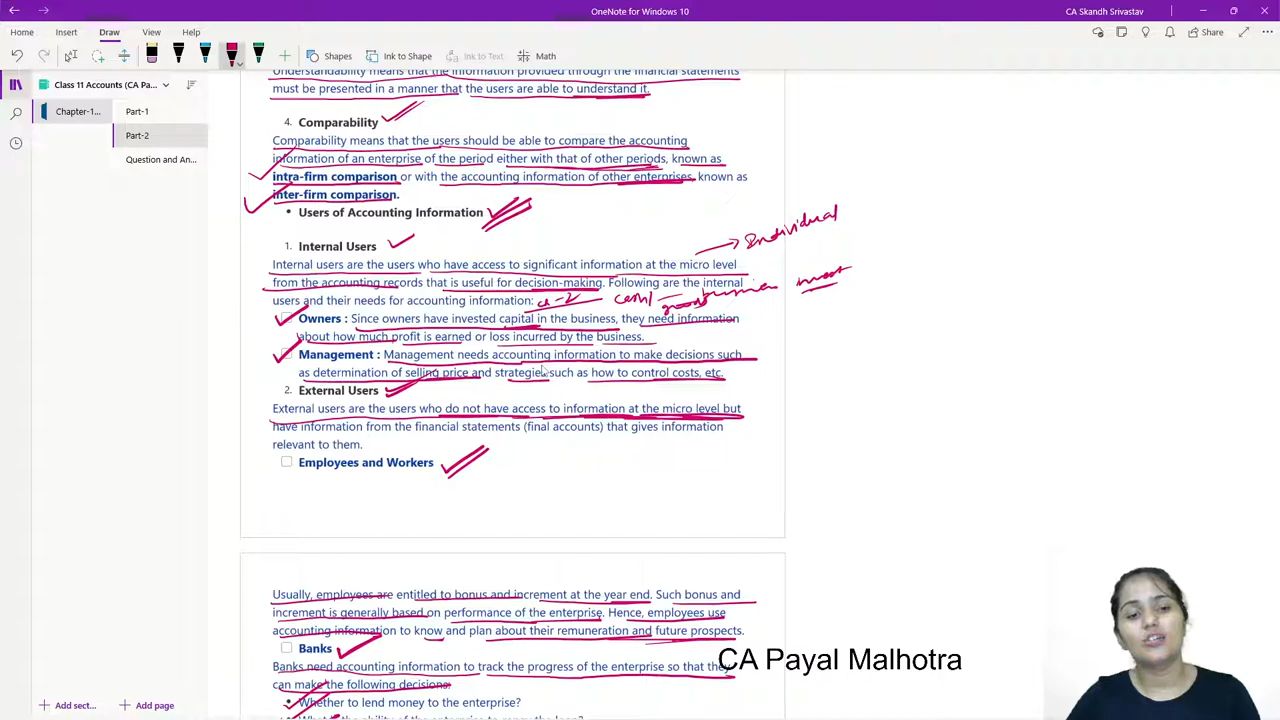 OneNote for Windows 10
CA Skandh Srivastav
Home Insert Draw View Help
Share
Shapes Ink to Shape Ink to Text Math
Class 11 Accounts (CA Pa...
Chapter-1...
Part-1
Part-2
Question and An...
Understandability means that the information provided through the financial statements
must be presented in a manner that the users are able to understand it.
4. Comparability
Comparability means that the users should be able to compare the accounting
information of an enterprise of the period either with that of other periods, known as
intra-firm comparison or with the accounting information of other enterprises, known as
inter-firm comparison.
• Users of Accounting Information
Individual
1. Internal Users
Internal users are the users who have access to significant information at the micro level
from the accounting records that is useful for decision-making. Following are the internal
users and their needs for accounting information:
Owners : Since owners have invested capital in the business, they need information
about how much profit is earned or loss incurred by the business.
Management : Management needs accounting information to make decisions such
as determination of selling price and strategies such as how to control costs, etc.
2. External Users
External users are the users who do not have access to information at the micro level but
have information from the financial statements (final accounts) that gives information
relevant to them.
Employees and Workers
Usually, employees are entitled to bonus and increment at the year end. Such bonus and
increment is generally based on performance of the enterprise. Hence, employees use
accounting information to know and plan about their remuneration and future prospects.
Banks
Banks need accounting information to track the progress of the enterprise so that they
can make the following decisions:
• Whether to lend money to the enterprise?
• What is the ability of the enterprise to repay the loan?
CA Payal Malhotra
Add sect... Add page